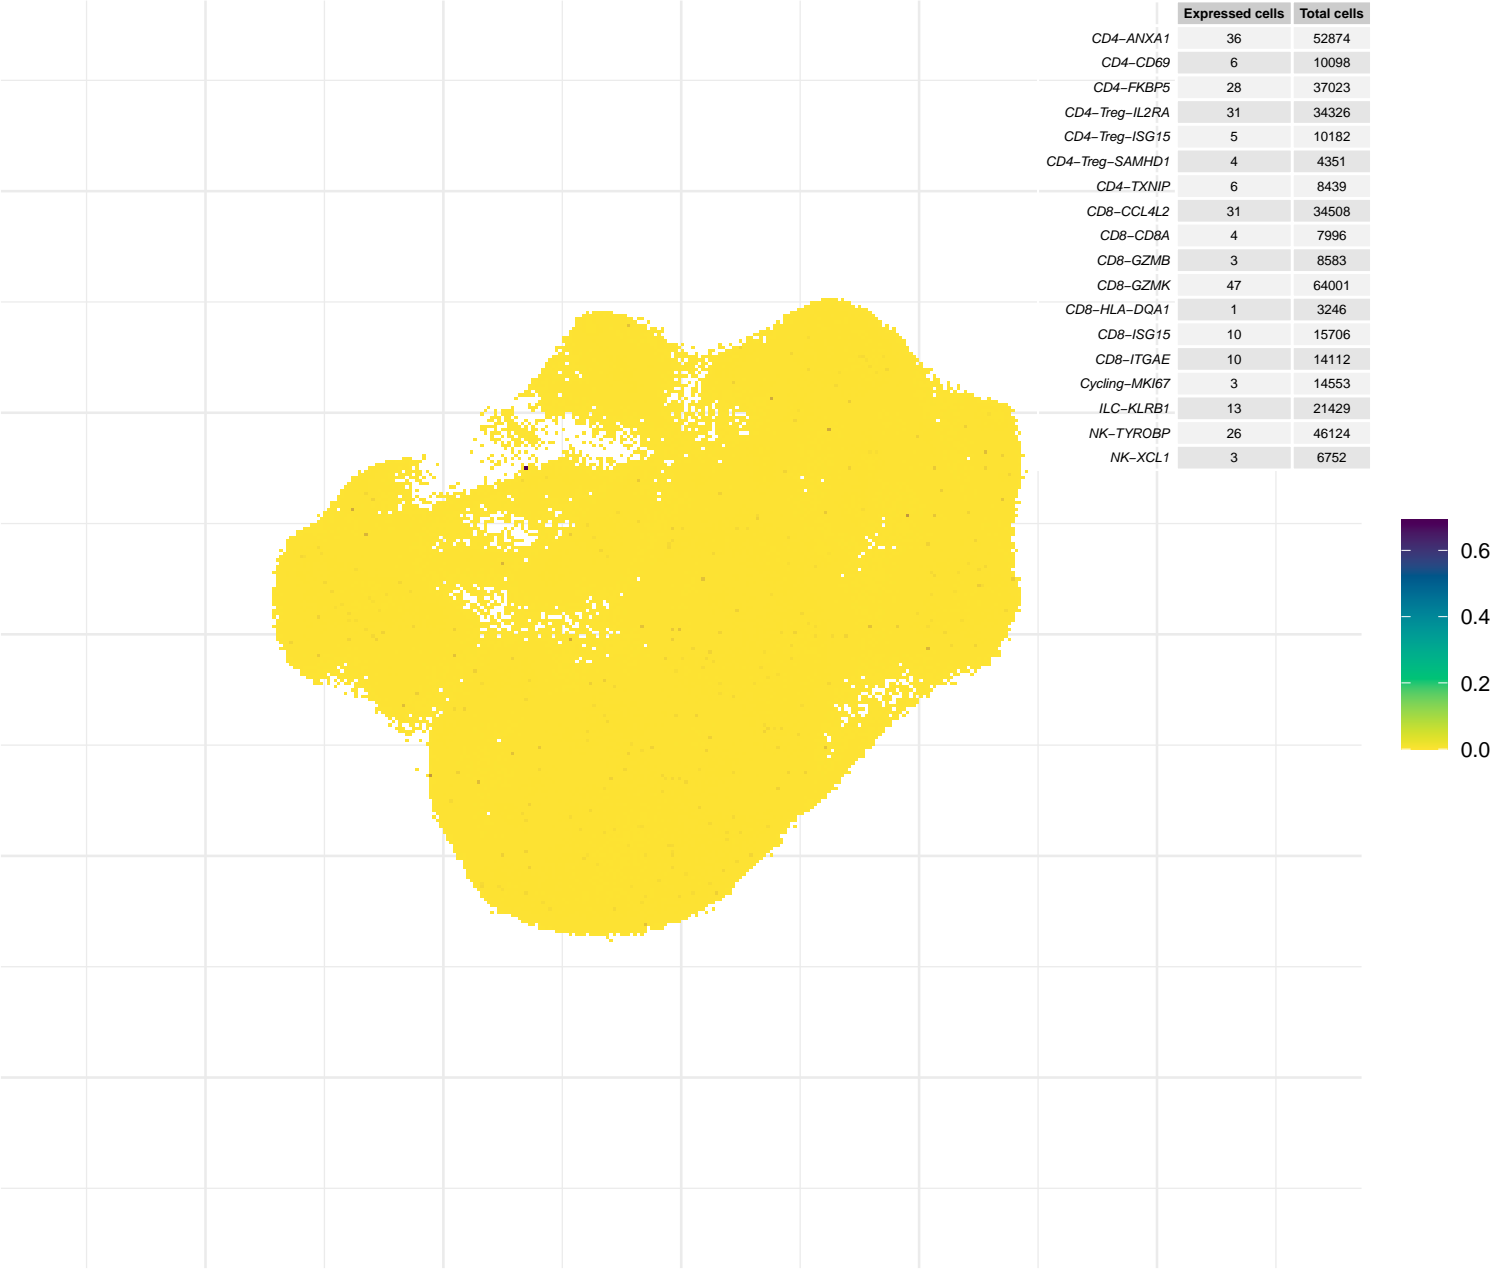 Expressed cells Total cells
CD4−ANXA1 36 52874
CD4−CD69 6 10098
CD4−FKBP5 28 37023
CD4−Treg−IL2RA 31 34326
CD4−Treg−ISG15 5 10182
CD4−Treg−SAMHD1 4 4351
CD4−TXNIP 6 8439
CD8−CCL4L2 31 34508
CD8−CD8A 4 7996
CD8−GZMB 3 8583
CD8−GZMK 47 64001
CD8−HLA−DQA1 1 3246
CD8−ISG15 10 15706
CD8−ITGAE 10 14112
Cycling−MKI67 3 14553
ILC−KLRB1 13 21429
NK−TYROBP 26 46124
NK−XCL1 3 6752
0.6
0.4
0.2
0.0